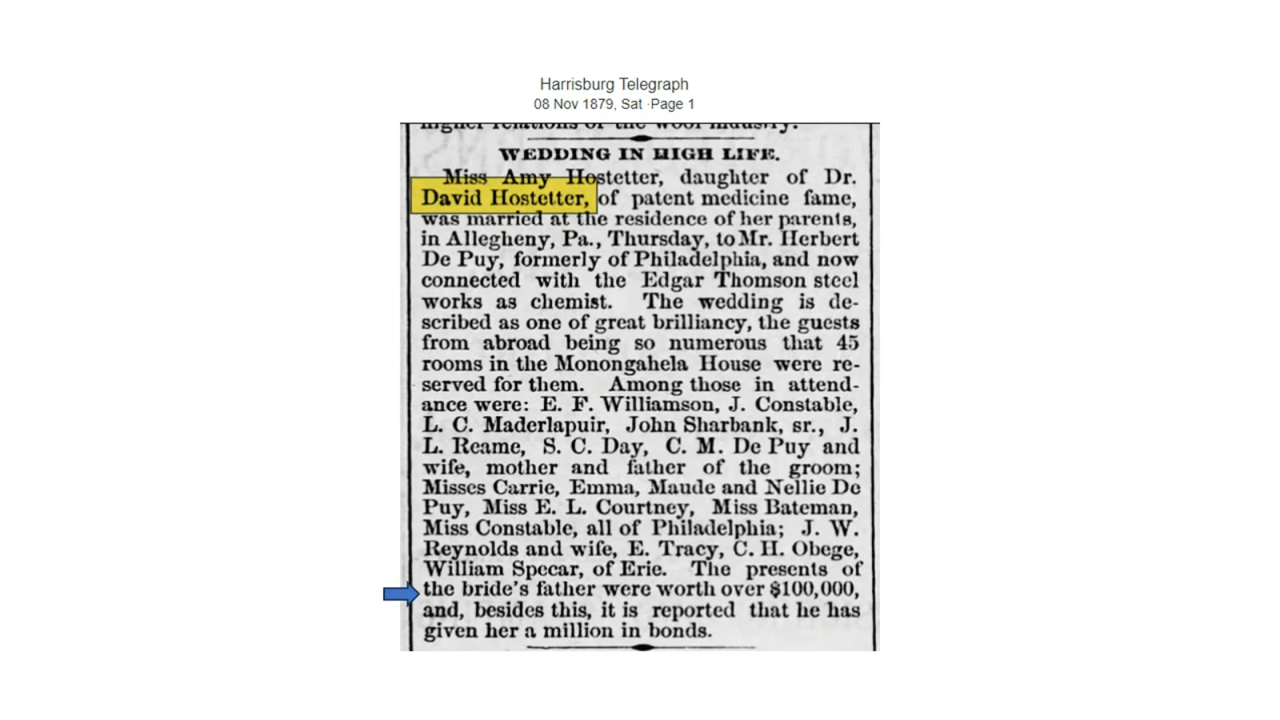 Harrisburg Telegraph
08 Nov 1879, Sat · Page 1
higher relations of the wool industry.
WEDDING IN HIGH LIFE.
Miss Amy Hostetter, daughter of Dr.
David Hostetter, of patent medicine fame,
was married at the residence of her parents,
in Allegheny, Pa., Thursday, to Mr. Herbert
De Puy, formerly of Philadelphia, and now
connected with the Edgar Thomson steel
works as chemist. The wedding is de-
scribed as one of great brilliancy, the guests
from abroad being so numerous that 45
rooms in the Monongahela House were re-
served for them. Among those in attend-
ance were: E. F. Williamson, J. Constable,
L. C. Maderlapuir, John Sharbank, sr., J.
L. Reame, S. C. Day, C. M. De Puy and
wife, mother and father of the groom;
Misses Carrie, Emma, Maude and Nellie De
Puy, Miss E. L. Courtney, Miss Bateman,
Miss Constable, all of Philadelphia; J. W.
Reynolds and wife, E. Tracy, C. H. Obege,
William Specar, of Erie. The presents of
the bride's father were worth over $100,000,
and, besides this, it is reported that he has
given her a million in bonds.